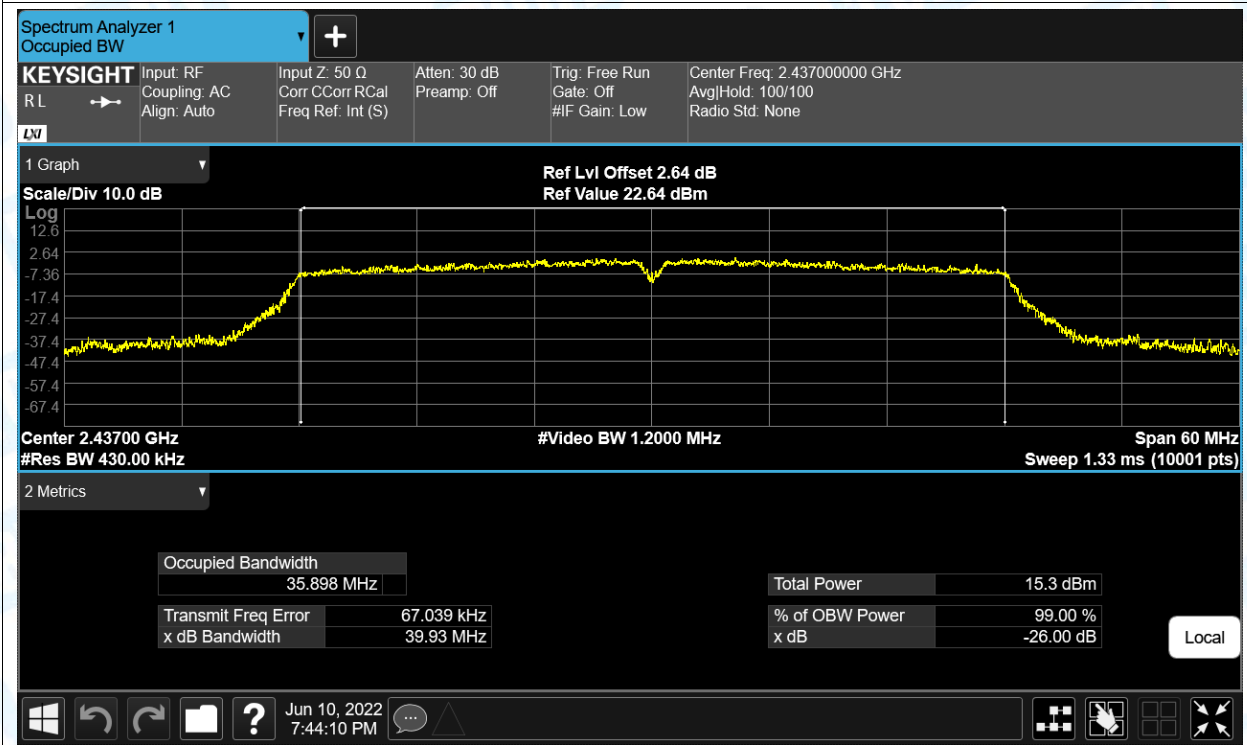 Spectrum Analyzer 1
Occupied BW
+
KEYSIGHT
R L
LXI
Input: RF
Coupling: AC
Align: Auto
Input Z: 50 Ω
Corr CCorr RCal
Freq Ref: Int (S)
Atten: 30 dB
Preamp: Off
Trig: Free Run
Gate: Off
#IF Gain: Low
Center Freq: 2.437000000 GHz
Avg|Hold: 100/100
Radio Std: None
1 Graph
Scale/Div 10.0 dB
Ref Lvl Offset 2.64 dB
Ref Value 22.64 dBm
Log
12.6
2.64
-7.36
-17.4
-27.4
-37.4
-47.4
-57.4
-67.4
Center 2.43700 GHz
#Video BW 1.2000 MHz
Span 60 MHz
#Res BW 430.00 kHz
Sweep 1.33 ms (10001 pts)
2 Metrics
Occupied Bandwidth
35.898 MHz
Total Power 15.3 dBm
Transmit Freq Error 67.039 kHz
% of OBW Power 99.00 %
x dB Bandwidth 39.93 MHz
x dB -26.00 dB
Local
?
Jun 10, 2022
7:44:10 PM